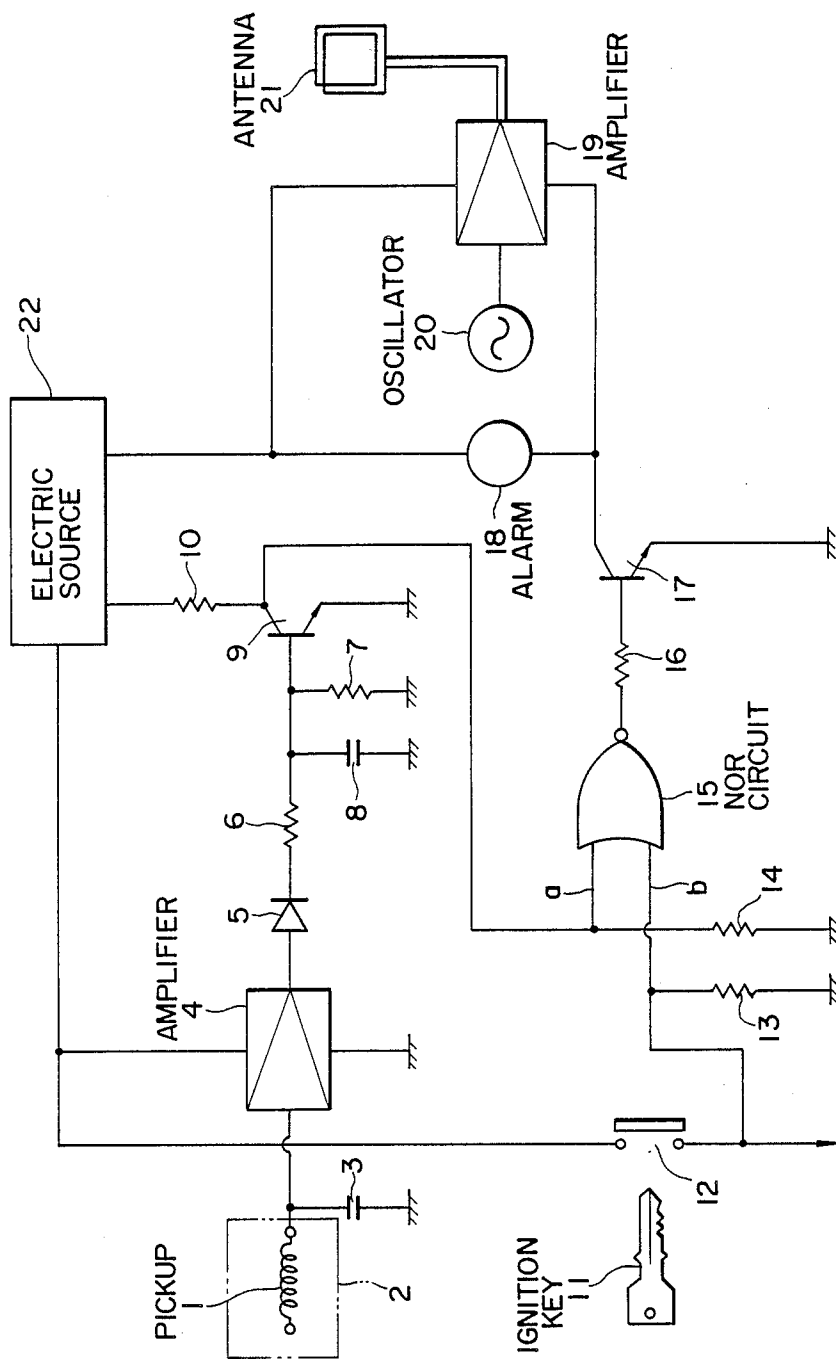 ANTENNA
21
19
AMPLIFIER
OSCILLATOR
20
22
ELECTRIC
SOURCE
10
18
ALARM
17
9
7
16
8
6
15
NOR
CIRCUIT
a
b
14
13
5
AMPLIFIER
4
3
12
PICKUP
1
2
IGNITION
KEY
11